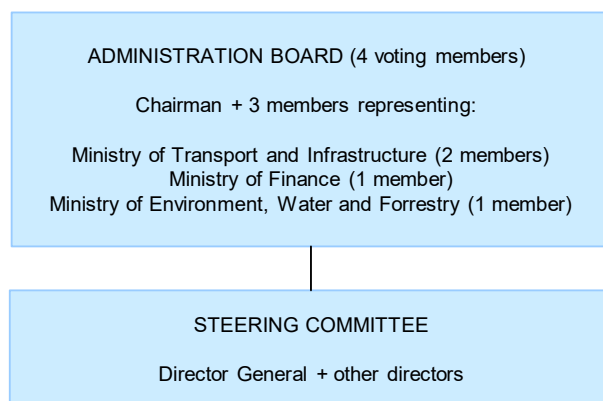 ADMINISTRATION BOARD (4 voting members)
Chairman + 3 members representing:
Ministry of Transport and Infrastructure (2 members)
Ministry of Finance (1 member)
Ministry of Environment, Water and Forrestry (1 member)
STEERING COMMITTEE
Director General + other directors